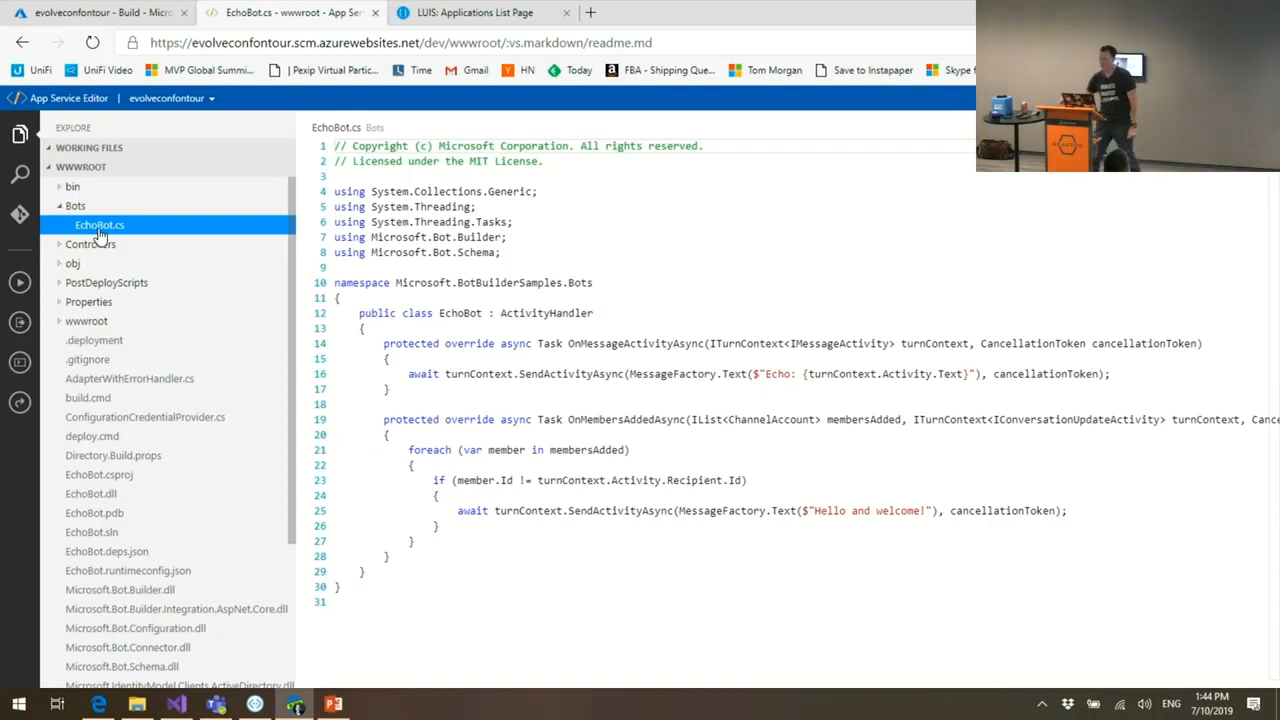 evolveconfontour - Build - Micro
EchoBot.cs - wwwroot - App Serv
LUIS: Applications List Page
https://evolveconfontour.scm.azurewebsites.net/dev/wwwroot/:vs.markdown/readme.md
UniFi
UniFi Video
MVP Global Summi...
| Pexip Virtual Partic...
Time
Gmail
HN
Today
FBA - Shipping Que...
Tom Morgan
Save to Instapaper
Skype f
App Service Editor | evolveconfontour
EXPLORE
WORKING FILES
WWWROOT
bin
Bots
EchoBot.cs
Controllers
obj
PostDeployScripts
Properties
wwwroot
.deployment
.gitignore
AdapterWithErrorHandler.cs
build.cmd
ConfigurationCredentialProvider.cs
deploy.cmd
Directory.Build.props
EchoBot.csproj
EchoBot.dll
EchoBot.pdb
EchoBot.sln
EchoBot.deps.json
EchoBot.runtimeconfig.json
Microsoft.Bot.Builder.dll
Microsoft.Bot.Builder.Integration.AspNet.Core.dll
Microsoft.Bot.Configuration.dll
Microsoft.Bot.Connector.dll
Microsoft.Bot.Schema.dll
Microsoft.IdentityModel.Clients.ActiveDirectory.dll
EchoBot.cs Bots
1 // Copyright (c) Microsoft Corporation. All rights reserved.
2 // Licensed under the MIT License.
3
4 using System.Collections.Generic;
5 using System.Threading;
6 using System.Threading.Tasks;
7 using Microsoft.Bot.Builder;
8 using Microsoft.Bot.Schema;
9
10 namespace Microsoft.BotBuilderSamples.Bots
11 {
12 public class EchoBot : ActivityHandler
13 {
14 protected override async Task OnMessageActivityAsync(ITurnContext<IMessageActivity> turnContext, CancellationToken cancellationToken)
15 {
16 await turnContext.SendActivityAsync(MessageFactory.Text($"Echo: {turnContext.Activity.Text}"), cancellationToken);
17 }
18
19 protected override async Task OnMembersAddedAsync(IList<ChannelAccount> membersAdded, ITurnContext<IConversationUpdateActivity> turnContext, Cance
20 {
21 foreach (var member in membersAdded)
22 {
23 if (member.Id != turnContext.Activity.Recipient.Id)
24 {
25 await turnContext.SendActivityAsync(MessageFactory.Text($"Hello and welcome!"), cancellationToken);
26 }
27 }
28 }
29 }
30 }
31
ENG
1:44 PM
7/10/2019